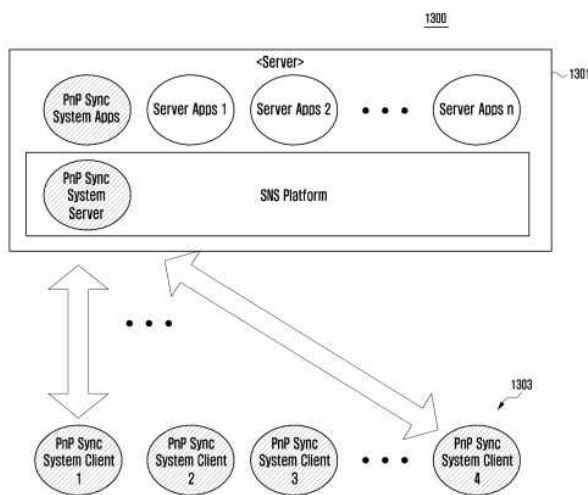 1300
<Server>
1301
PnP Sync
System Apps
Server Apps 1
Server Apps 2
Server Apps n
PnP Sync
System
Server
SNS Platform
1303
PnP Sync
System Client
1
PnP Sync
System Client
2
PnP Sync
System Client
3
PnP Sync
System Client
4